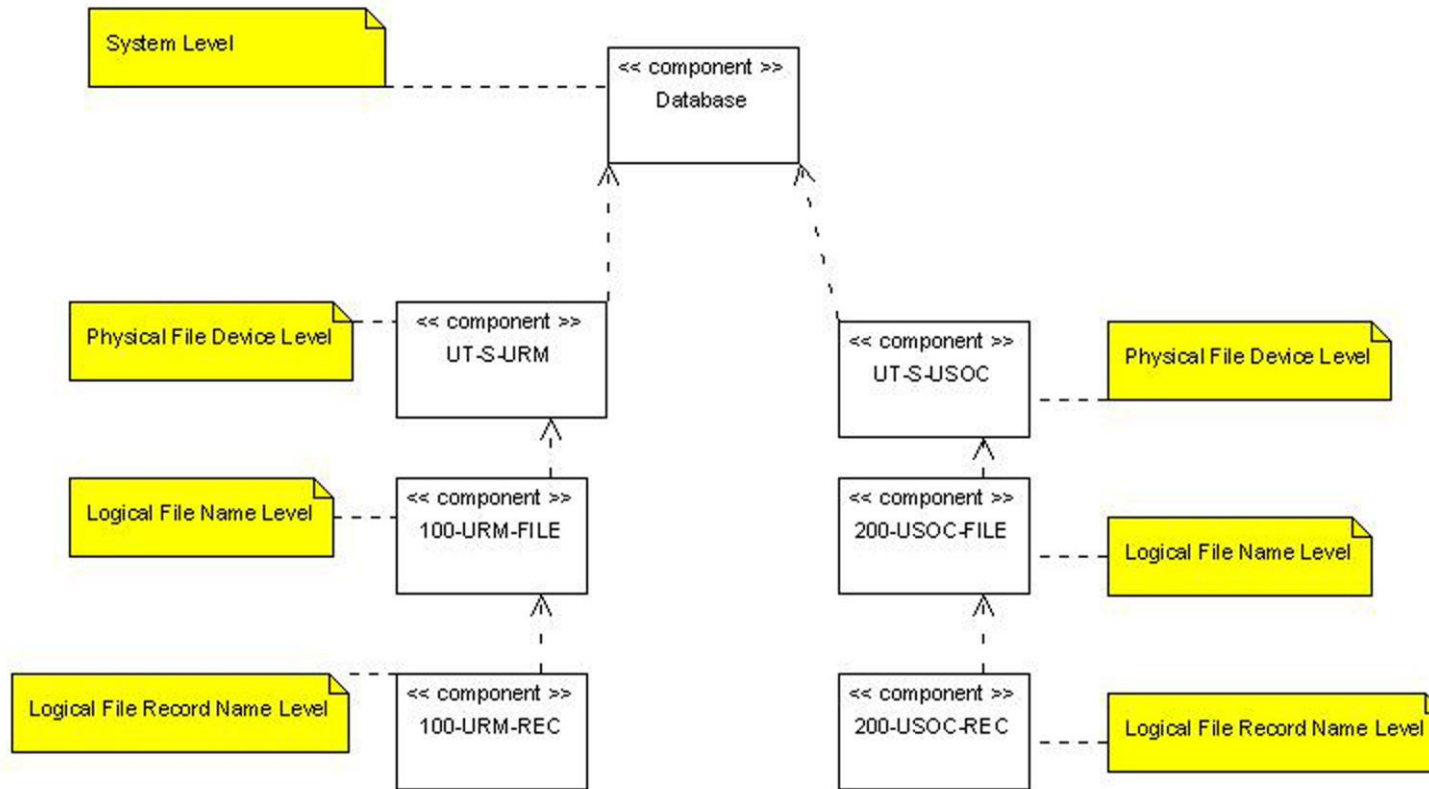 System Level
<< component >>
Database
Physical File Device Level
<< component >>
UT-S-URM
<< component >>
UT-S-USOC
Physical File Device Level
Logical File Name Level
<< component >>
100-URM-FILE
<< component >>
200-USOC-FILE
Logical File Name Level
Logical File Record Name Level
<< component >>
100-URM-REC
<< component >>
200-USOC-REC
Logical File Record Name Level